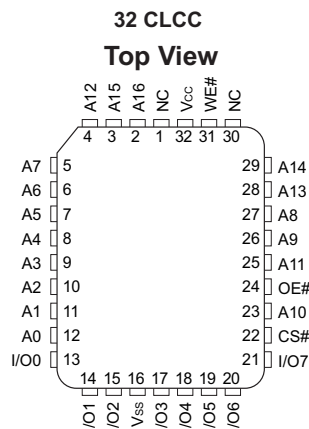 32 CLCC
Top View
A12 A15 A16 NC Vcc WE# NC
4 3 2 1 32 31 30
A7 5 29 A14
A6 6 28 A13
A5 7 27 A8
A4 8 26 A9
A3 9 25 A11
A2 10 24 OE#
A1 11 23 A10
A0 12 22 CS#
I/O0 13 21 I/O7
14 15 16 17 18 19 20
/O1 /O2 Vss /O3 /O4 /O5 /O6